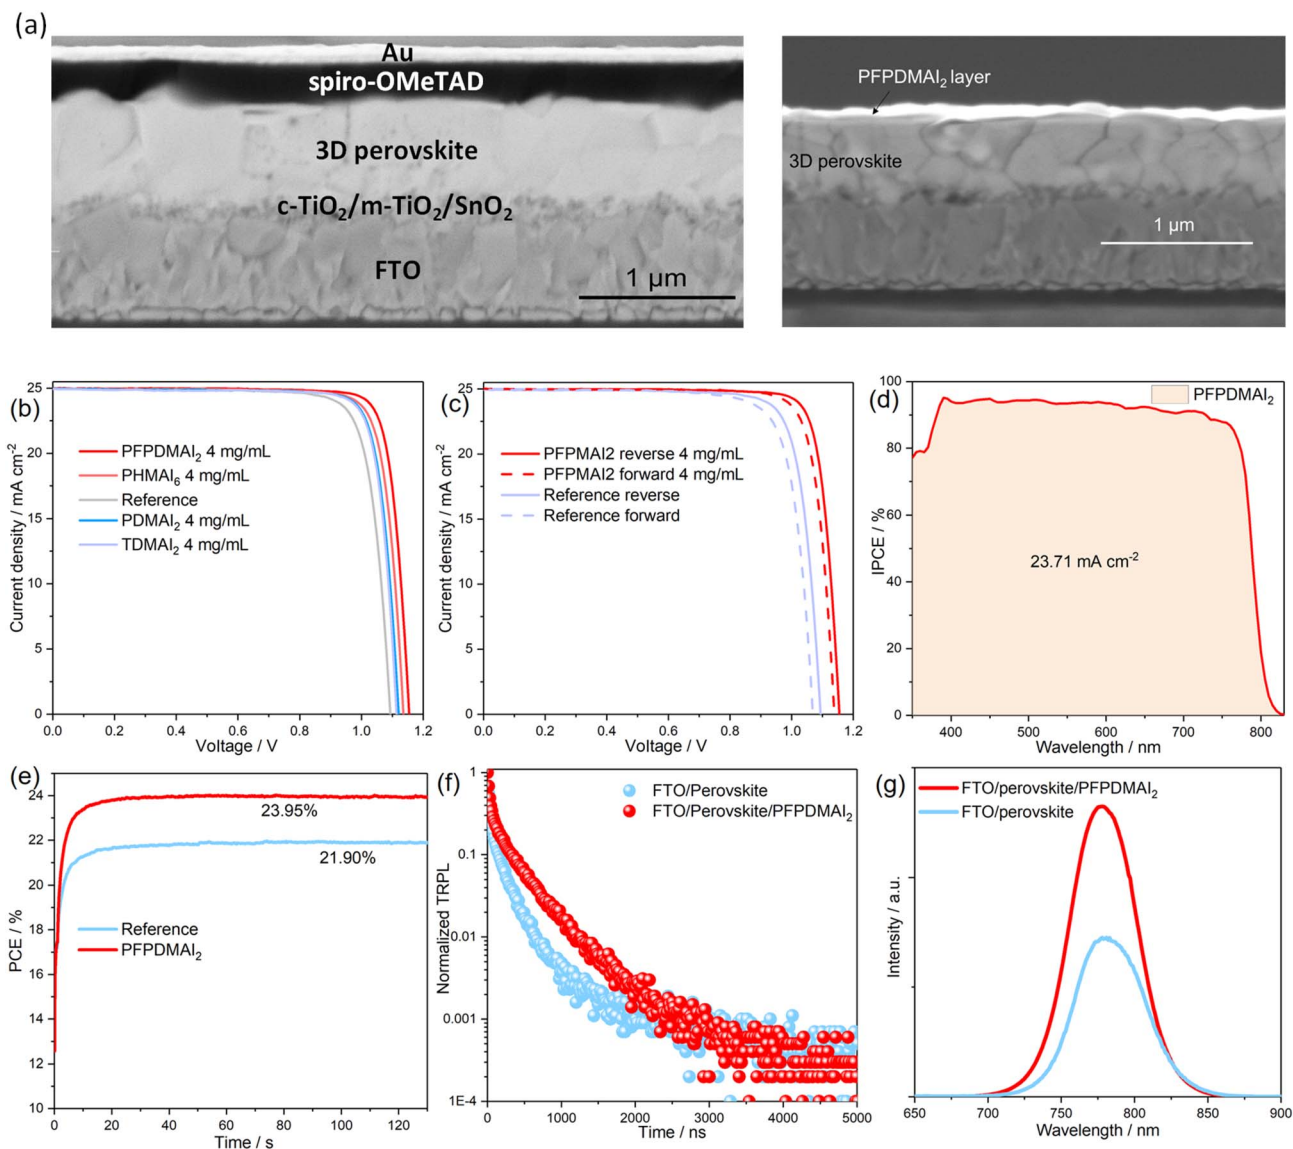 (a)
Au
spiro-OMeTAD
3D perovskite
c-TiO₂/m-TiO₂/SnO₂
FTO
1 μm
PFPDMAI₂ layer
3D perovskite
1 μm
(b)
25
20
15
10
5
0
Current density / mA cm⁻²
PFPDMAI₂ 4 mg/mL
PHMAI₆ 4 mg/mL
Reference
PDMAI₂ 4 mg/mL
TDMAI₂ 4 mg/mL
0.0 0.2 0.4 0.6 0.8 1.0 1.2
Voltage / V
(c)
25
20
15
10
5
0
Current density / mA cm⁻²
PFPMAI2 reverse 4 mg/mL
PFPMAI2 forward 4 mg/mL
Reference reverse
Reference forward
0.0 0.2 0.4 0.6 0.8 1.0 1.2
Voltage / V
(d)
100
80
60
40
20
0
IPCE / %
PFPDMAI₂
23.71 mA cm⁻²
400 500 600 700 800
Wavelength / nm
(e)
24
22
20
18
16
14
12
10
PCE / %
23.95%
21.90%
Reference
PFPDMAI₂
0 20 40 60 80 100 120
Time / s
(f)
1
0.1
0.01
0.001
1E-4
Normalized TRPL
FTO/Perovskite
FTO/Perovskite/PFPDMAI₂
0 1000 2000 3000 4000 5000
Time / ns
(g)
Intensity / a.u.
FTO/perovskite/PFPDMAI₂
FTO/perovskite
650 700 750 800 850 900
Wavelength / nm